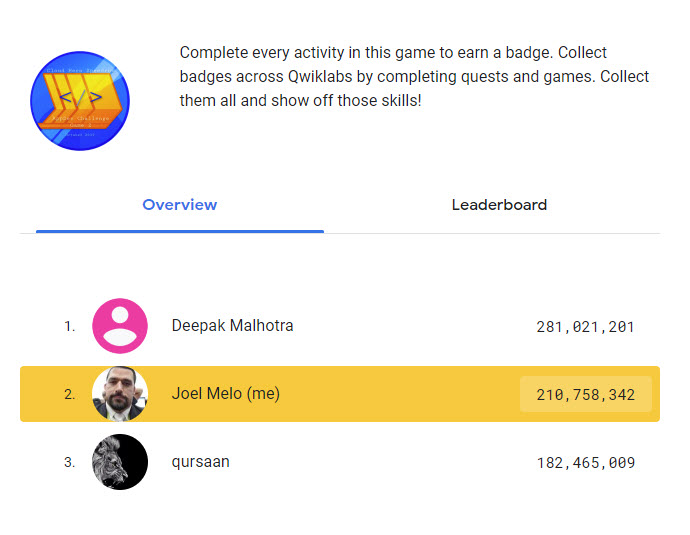 Complete every activity in this game to earn a badge. Collect
badges across Qwiklabs by completing quests and games. Collect
them all and show off those skills!
</>
Overview
Leaderboard
1.
Deepak Malhotra
281,021,201
2.
Joel Melo (me)
210,758,342
3.
qursaan
182,465,009